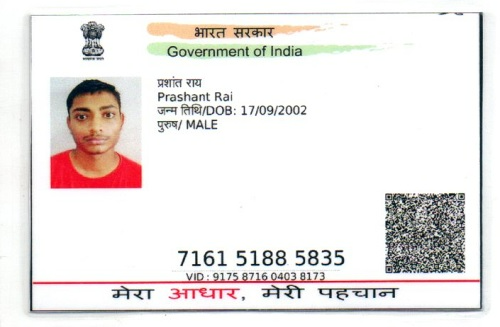 भारत सरकार
Government of India
प्रशांत राय
Prashant Rai
जन्म तिथि/DOB: 17/09/2002
पुरुष/ MALE
7161 5188 5835
VID : 9175 8716 0403 8173
मेरा आधार, मेरी पहचान